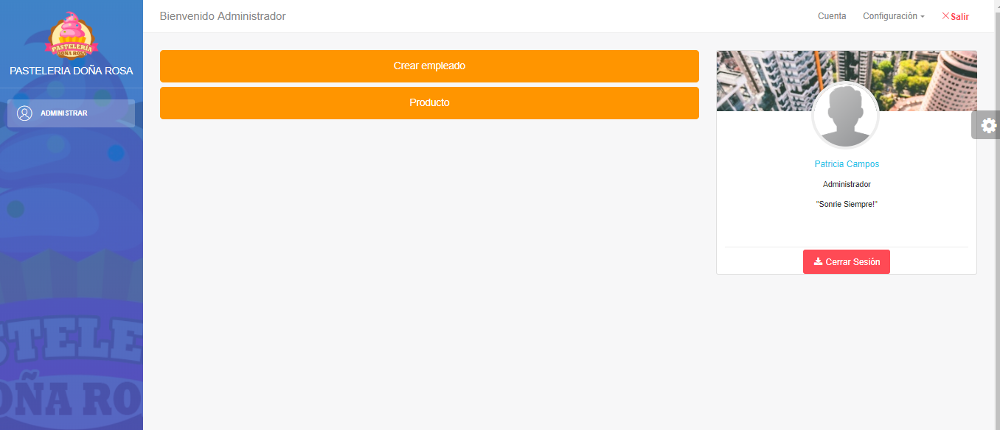 PASTELERIA
DOÑA ROSA
PASTELERIA DOÑA ROSA
ADMINISTRAR
STELE
DOÑA RO
Bienvenido Administrador
Cuenta
Configuración
Salir
Crear empleado
Producto
Patricia Campos
Administrador
"Sonrie Siempre!"
Cerrar Sesión